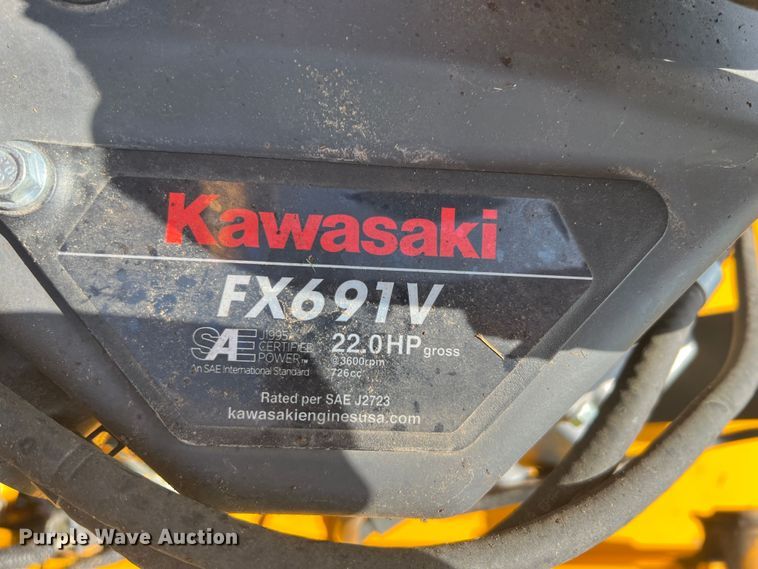 Kawasaki
FX691V
SAE J1995 CERTIFIED POWER™
An SAE International Standard
22.0HP gross
@3600rpm
726cc
Rated per SAE J2723
kawasakienginesusa.com
Purple Wave Auction